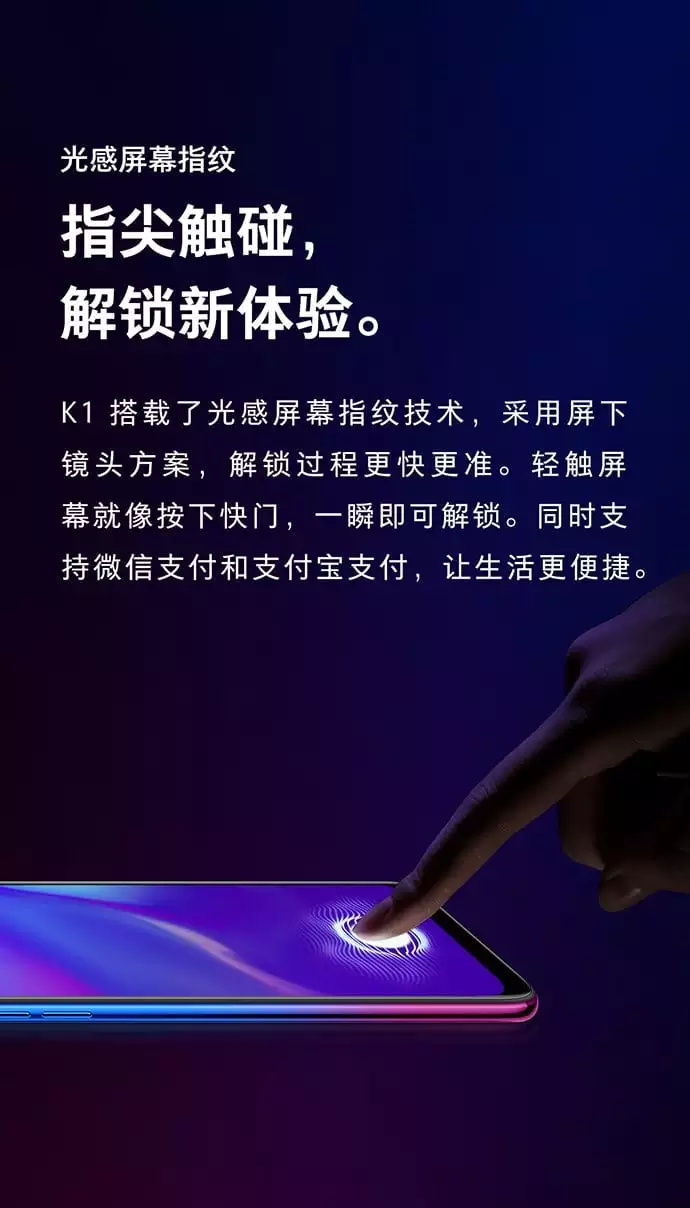 光感屏幕指纹
指尖触碰，
解锁新体验。
K1 搭载了光感屏幕指纹技术，采用屏下
镜头方案，解锁过程更快更准。轻触屏
幕就像按下快门，一瞬即可解锁。同时支
持微信支付和支付宝支付，让生活更便捷。